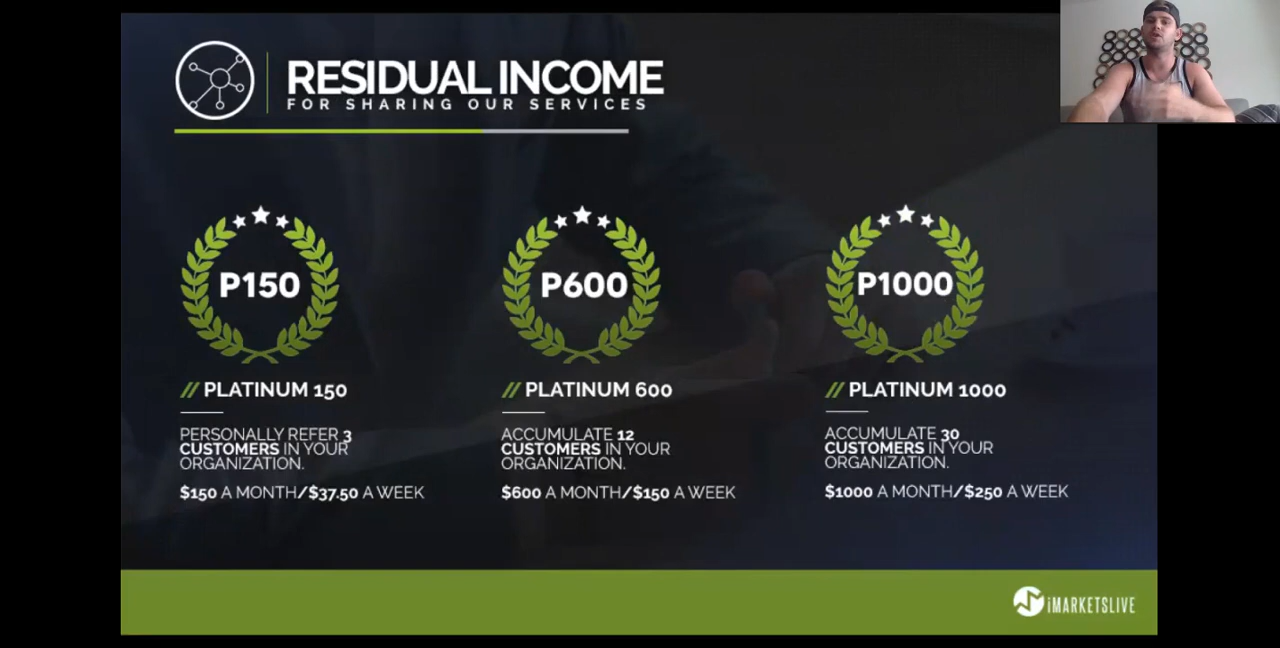 RESIDUAL INCOME
FOR SHARING OUR SERVICES
P150
// PLATINUM 150
PERSONALLY REFER 3
CUSTOMERS IN YOUR
ORGANIZATION.
$150 A MONTH/$37.50 A WEEK
P600
// PLATINUM 600
ACCUMULATE 12
CUSTOMERS IN YOUR
ORGANIZATION.
$600 A MONTH/$150 A WEEK
P1000
// PLATINUM 1000
ACCUMULATE 30
CUSTOMERS IN YOUR
ORGANIZATION.
$1000 A MONTH/$250 A WEEK
iMARKETSLIVE